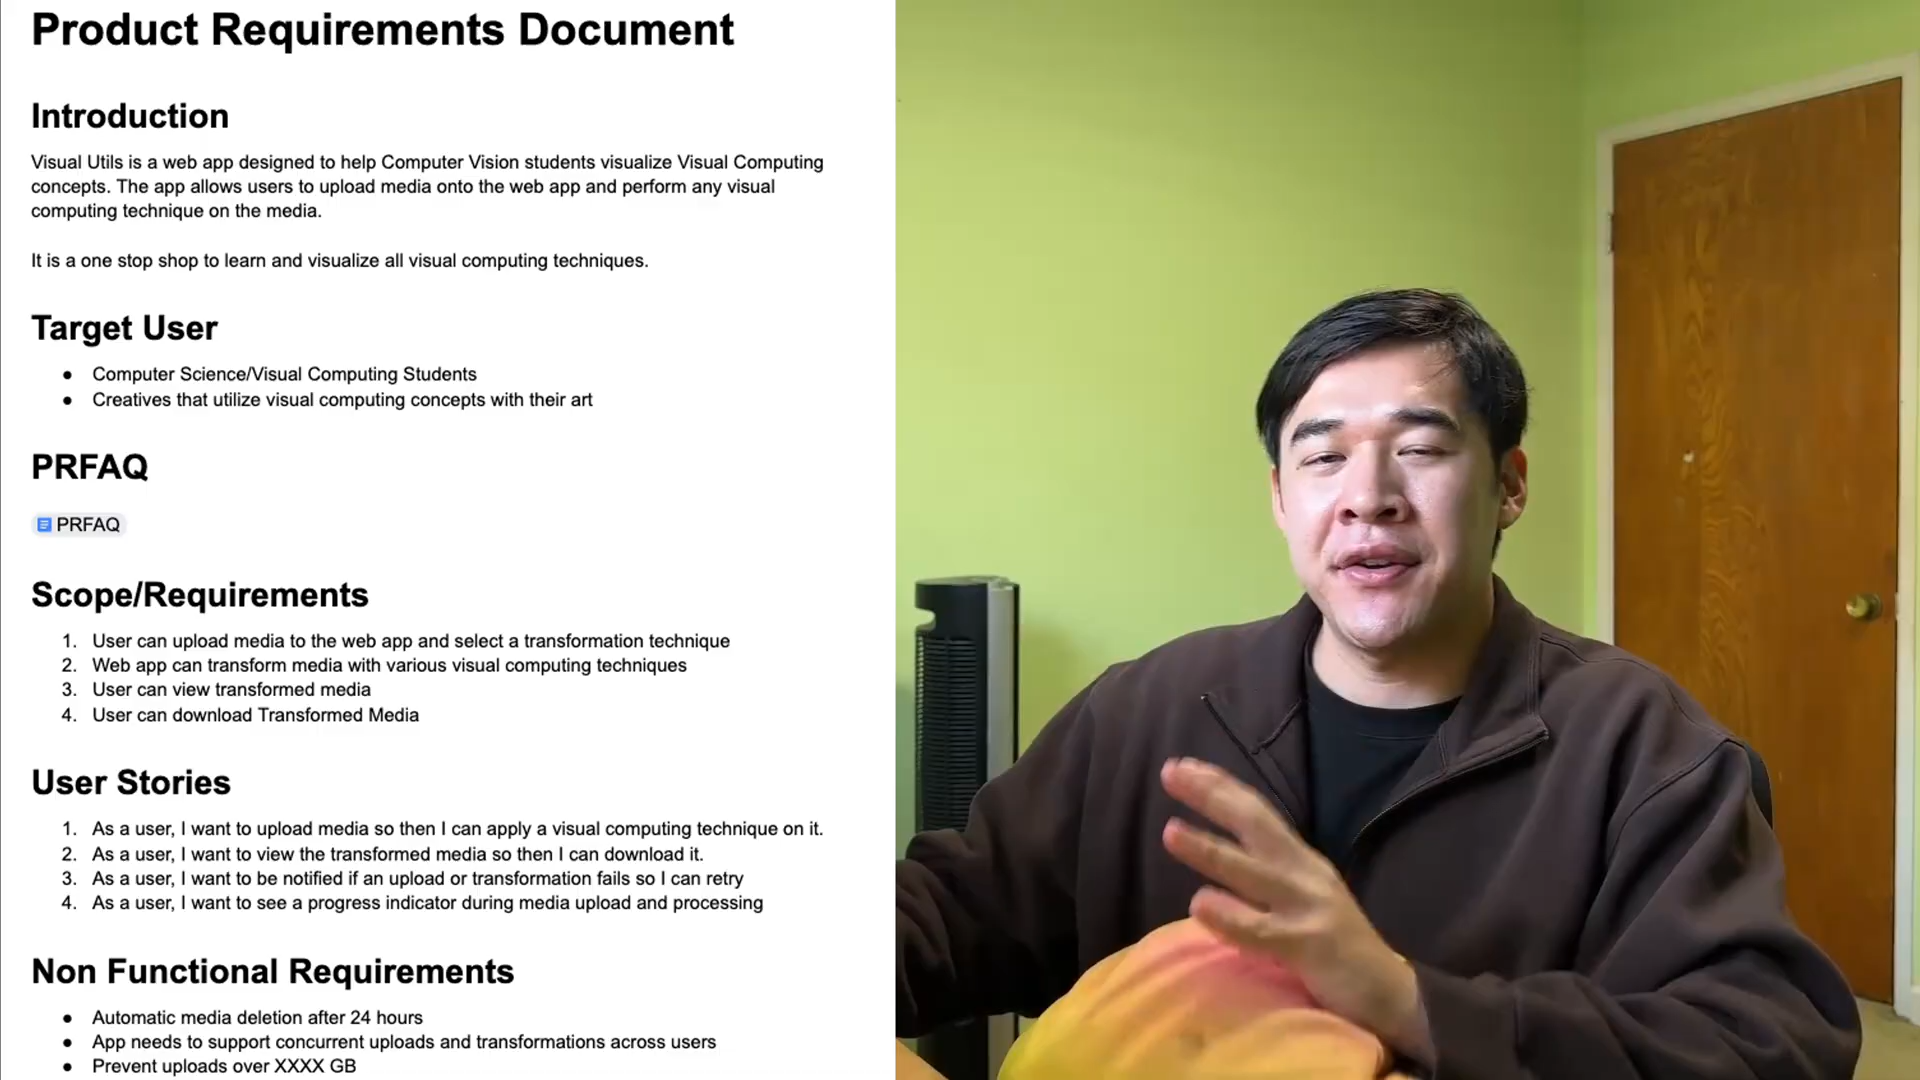 Product Requirements Document
Introduction
Visual Utils is a web app designed to help Computer Vision students visualize Visual Computing
concepts. The app allows users to upload media onto the web app and perform any visual
computing technique on the media.
It is a one stop shop to learn and visualize all visual computing techniques.
Target User
● Computer Science/Visual Computing Students
● Creatives that utilize visual computing concepts with their art
PRFAQ
PRFAQ
Scope/Requirements
1. User can upload media to the web app and select a transformation technique
2. Web app can transform media with various visual computing techniques
3. User can view transformed media
4. User can download Transformed Media
User Stories
1. As a user, I want to upload media so then I can apply a visual computing technique on it.
2. As a user, I want to view the transformed media so then I can download it.
3. As a user, I want to be notified if an upload or transformation fails so I can retry
4. As a user, I want to see a progress indicator during media upload and processing
Non Functional Requirements
● Automatic media deletion after 24 hours
● App needs to support concurrent uploads and transformations across users
● Prevent uploads over XXXX GB